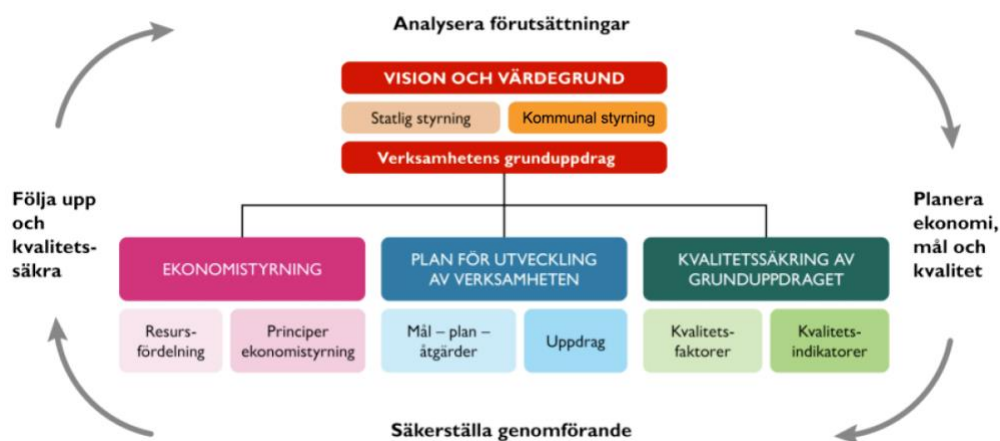 Analysera förutsättningar
VISION OCH VÄRDEGRUND
Statlig styrning
Kommunal styrning
Verksamhetens grunduppdrag
Följa upp
och
kvalitets-
säkra
Planera
ekonomi,
mål och
kvalitet
EKONOMISTYRNING
PLAN FÖR UTVECKLING
AV VERKSAMHETEN
KVALITETSSÄKRING AV
GRUNDUPPDRAGET
Resurs-
fördelning
Principer
ekonomistyrning
Mål – plan –
åtgärder
Uppdrag
Kvalitets-
faktorer
Kvalitets-
indikatorer
Säkerställa genomförande